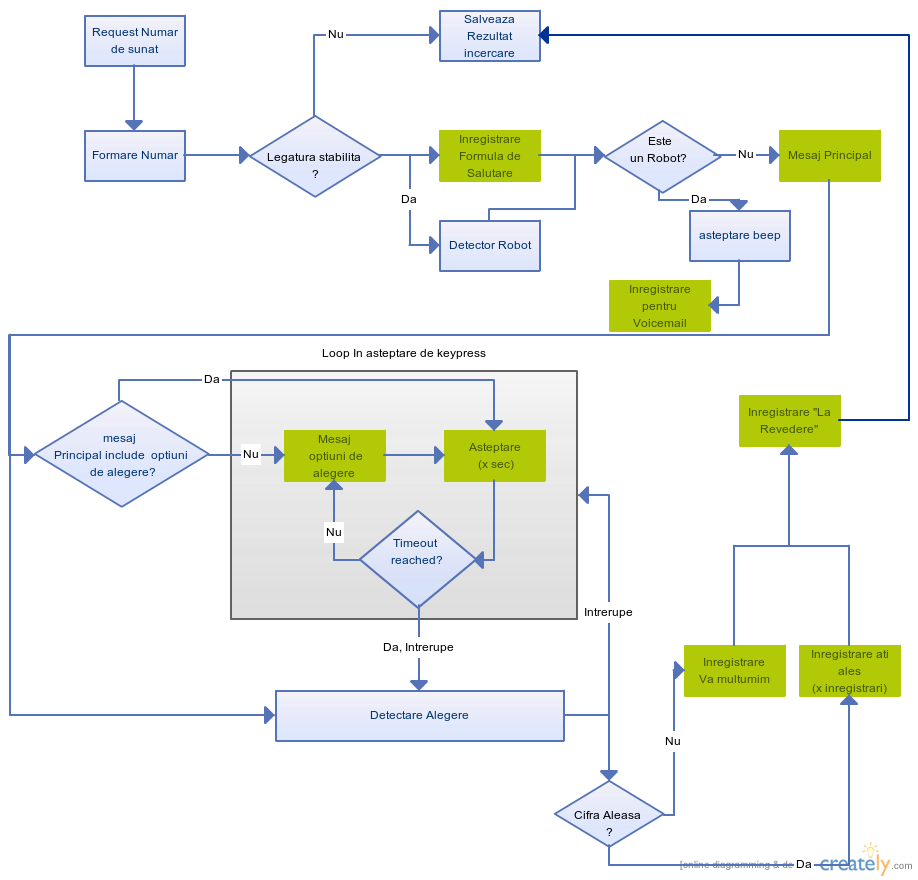 Request Numar
de sunat
Nu
Salveaza
Rezultat
incercare
Formare Numar
Legatura stabilita
?
Inregistrare
Formula de
Salutare
Este
un Robot?
Nu
Mesaj Principal
Da
Detector Robot
Da
asteptare beep
Inregistrare
pentru
Voicemail
Loop In asteptare de keypress
Da
mesaj
Principal include optiuni
de alegere?
Nu
Mesaj
optiuni de
alegere
Asteptare
(x sec)
Inregistrare "La
Revedere"
Nu
Timeout
reached?
Intrerupe
Da, Intrerupe
Inregistrare
Va multumim
Inregistrare ati
ales
(x inregistrari)
Detectare Alegere
Nu
Cifra Aleasa
?
Da
[online diagramming & de
creately.com